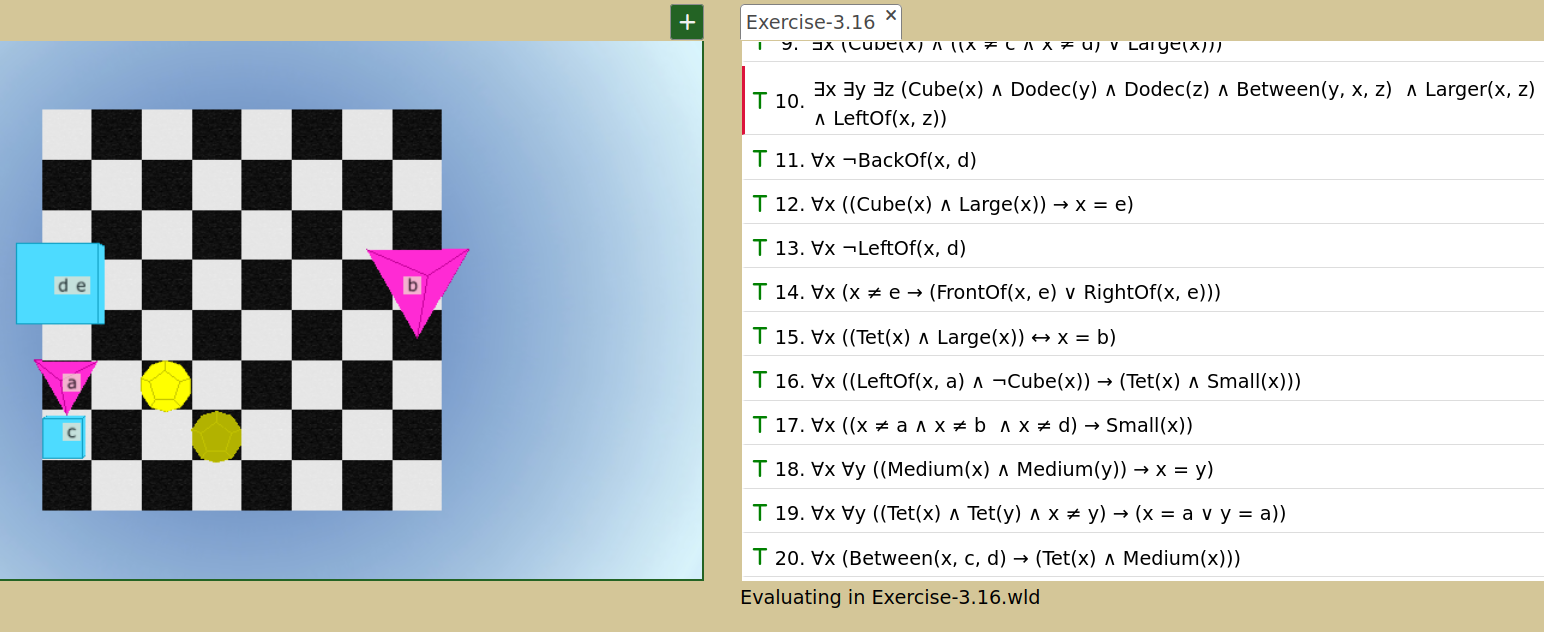 +
Exercise-3.16 ×
T 9. ∃x (Cube(x) ∧ ((x ≠ c ∧ x ≠ d) ∨ Large(x)))
T 10. ∃x ∃y ∃z (Cube(x) ∧ Dodec(y) ∧ Dodec(z) ∧ Between(y, x, z) ∧ Larger(x, z)
∧ LeftOf(x, z))
T 11. ∀x ¬BackOf(x, d)
T 12. ∀x ((Cube(x) ∧ Large(x)) → x = e)
T 13. ∀x ¬LeftOf(x, d)
d e
b
T 14. ∀x (x ≠ e → (FrontOf(x, e) ∨ RightOf(x, e)))
T 15. ∀x ((Tet(x) ∧ Large(x)) ↔ x = b)
a
T 16. ∀x ((LeftOf(x, a) ∧ ¬Cube(x)) → (Tet(x) ∧ Small(x)))
c
T 17. ∀x ((x ≠ a ∧ x ≠ b ∧ x ≠ d) → Small(x))
T 18. ∀x ∀y ((Medium(x) ∧ Medium(y)) → x = y)
T 19. ∀x ∀y ((Tet(x) ∧ Tet(y) ∧ x ≠ y) → (x = a ∨ y = a))
T 20. ∀x (Between(x, c, d) → (Tet(x) ∧ Medium(x)))
Evaluating in Exercise-3.16.wld